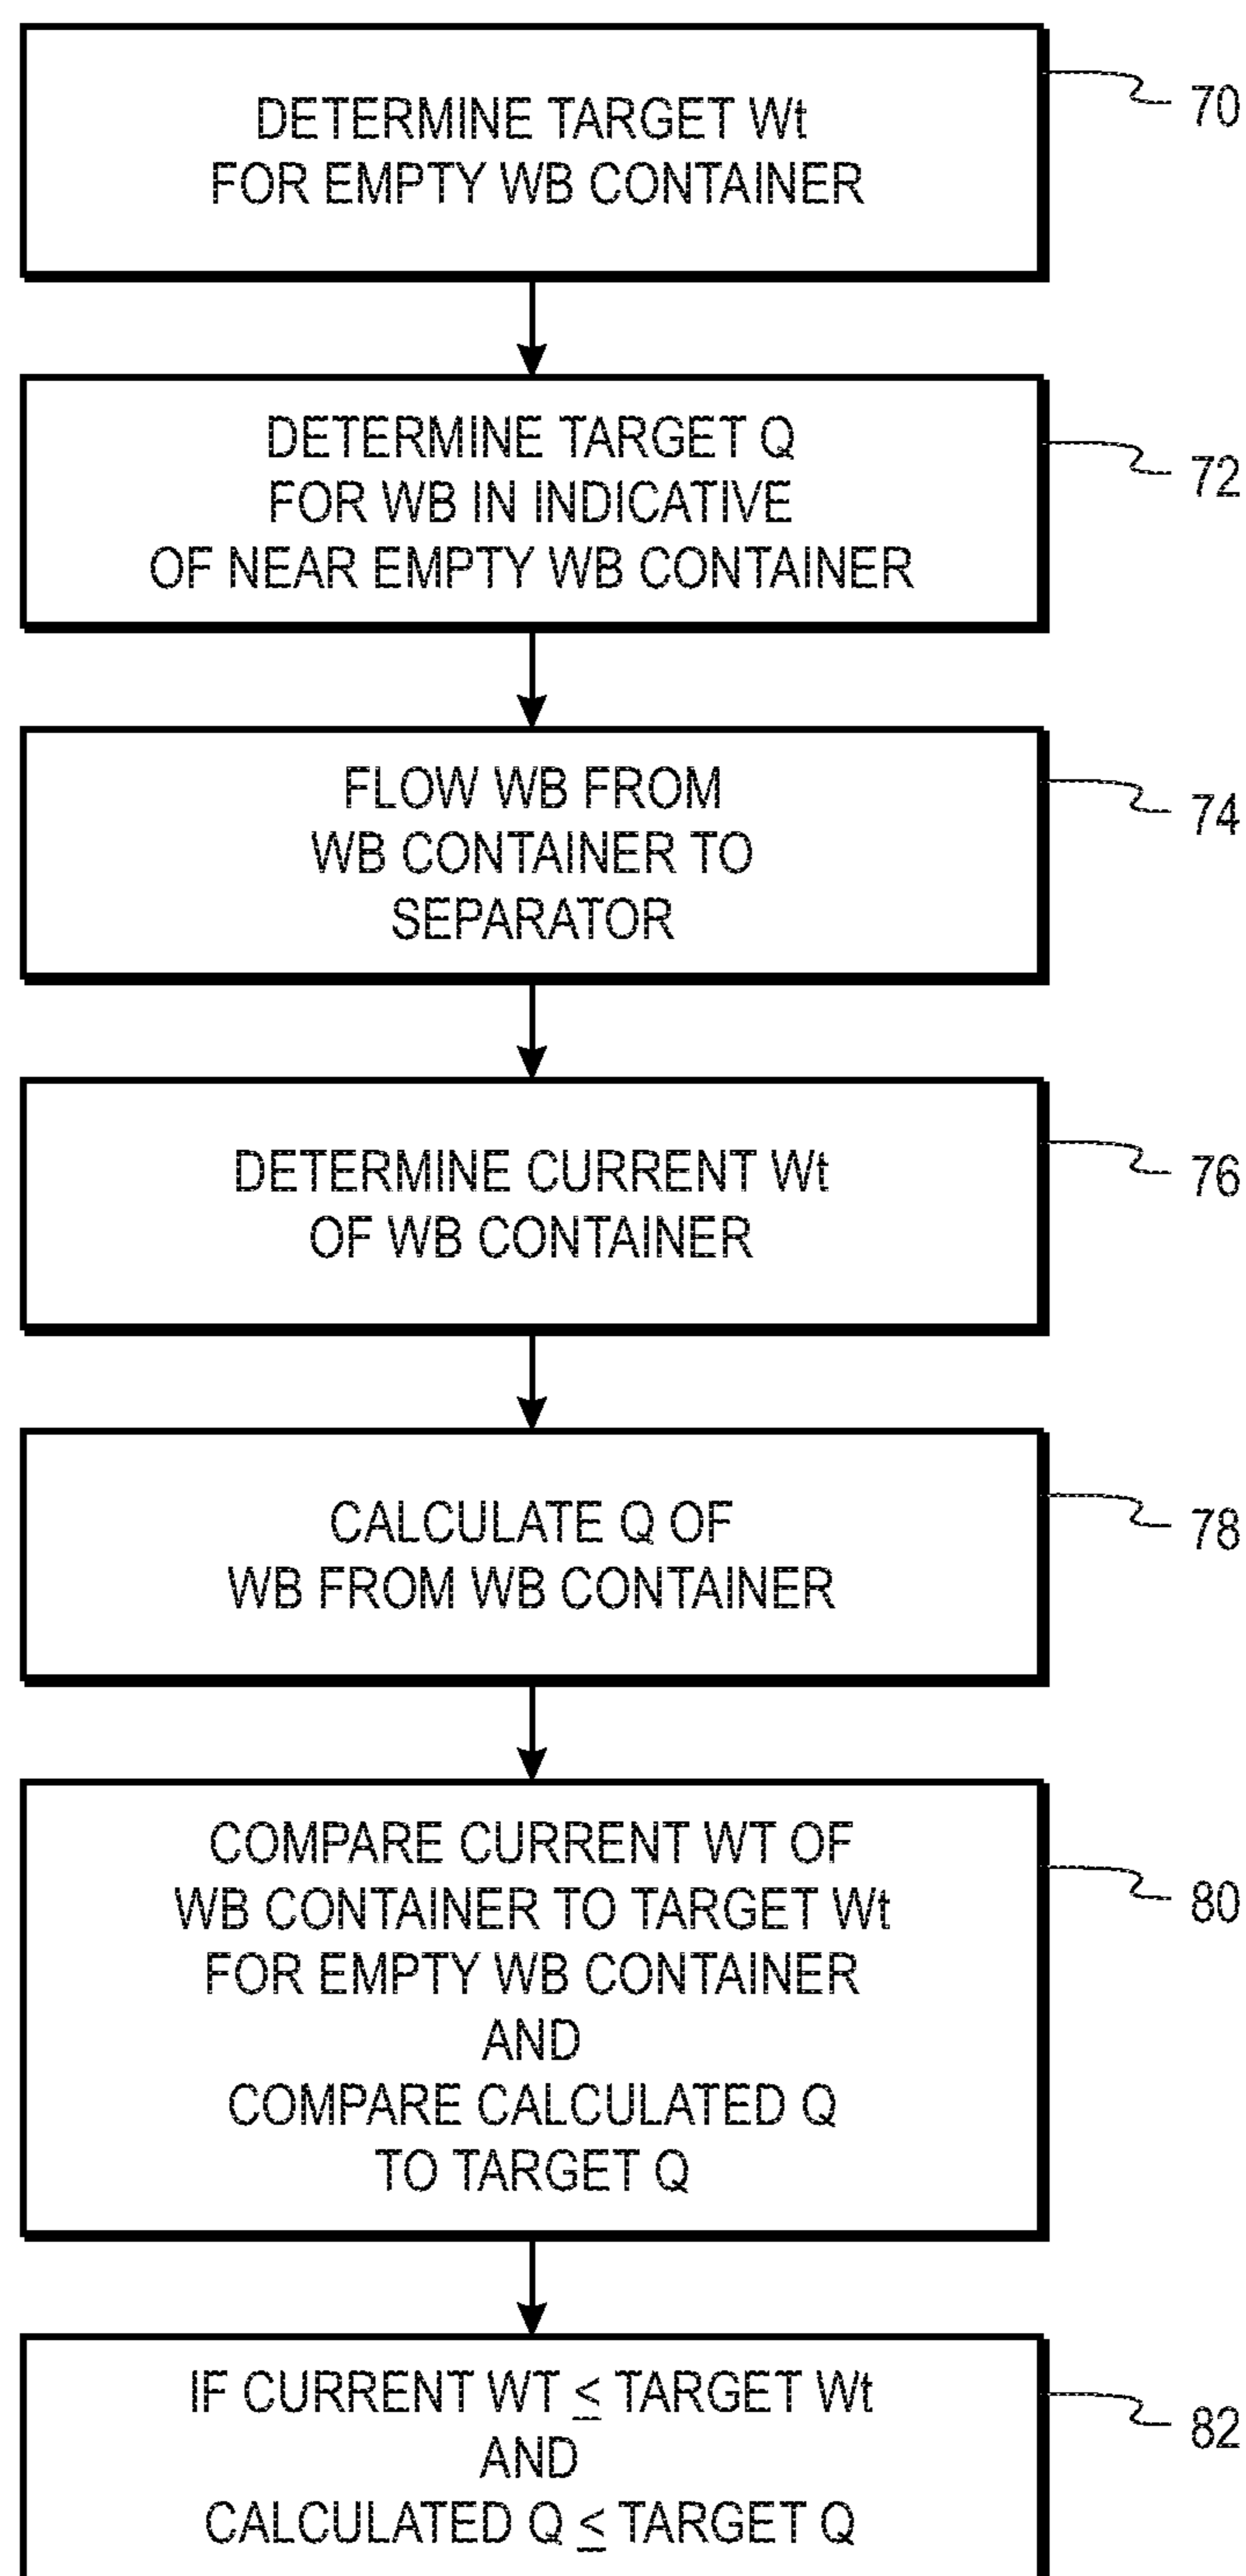 DETERMINE TARGET Wt
FOR EMPTY WB CONTAINER
70
DETERMINE TARGET Q
FOR WB IN INDICATIVE
OF NEAR EMPTY WB CONTAINER
72
FLOW WB FROM
WB CONTAINER TO
SEPARATOR
74
DETERMINE CURRENT Wt
OF WB CONTAINER
76
CALCULATE Q OF
WB FROM WB CONTAINER
78
COMPARE CURRENT WT OF
WB CONTAINER TO TARGET Wt
FOR EMPTY WB CONTAINER
AND
COMPARE CALCULATED Q
TO TARGET Q
80
IF CURRENT WT ≤ TARGET Wt
AND
CALCULATED Q ≤ TARGET Q
82